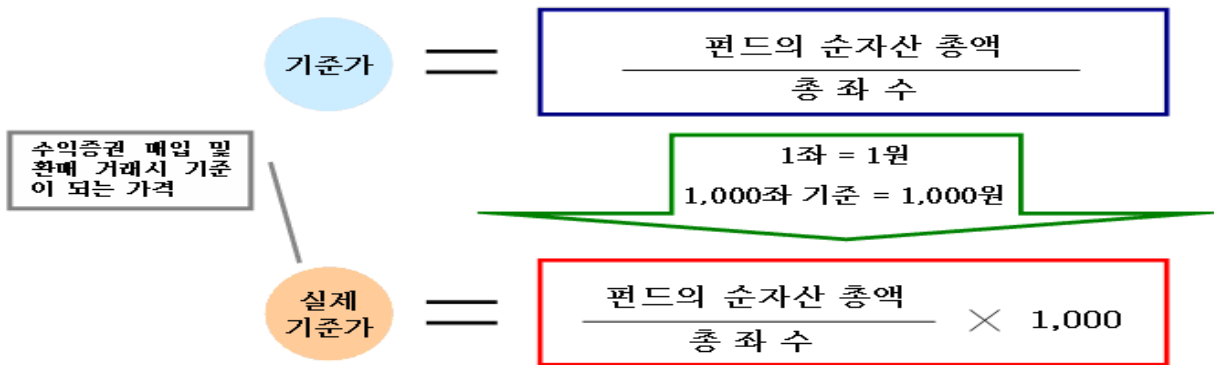 기준가
펀드의 순자산 총액
총 좌 수
수익증권 매입 및
환매 거래시 기준
이 되는 가격
1좌 = 1원
1,000좌 기준 = 1,000원
실제
기준가
펀드의 순자산 총액
총 좌 수
× 1,000